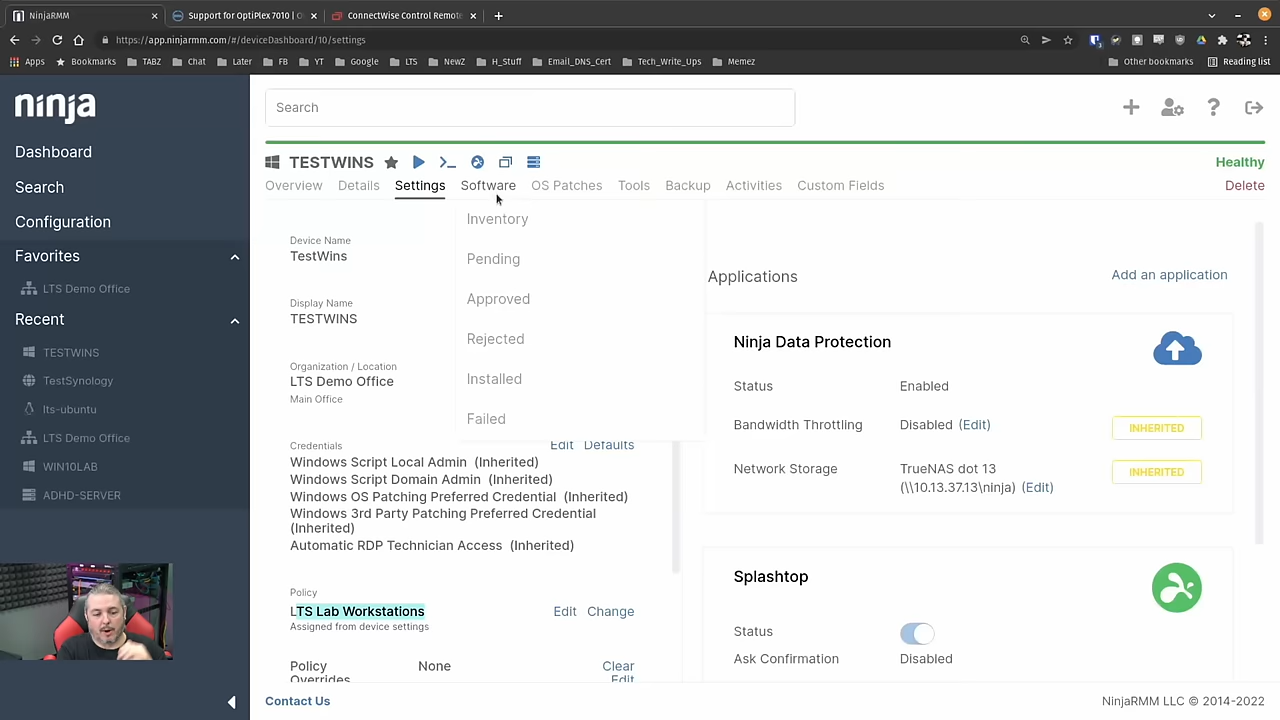 NinjaRMM
Support for OptiPlex 7010 |
ConnectWise Control Remote
https://app.ninjarmm.com/#/deviceDashboard/10/settings
Apps
Bookmarks
TABZ
Chat
Later
FB
YT
Google
LTS
NewZ
H_Stuff
Email_DNS_Cert
Tech_Write_Ups
Memez
Other bookmarks
Reading list
ninja
Search
Dashboard
Search
Configuration
Favorites
LTS Demo Office
Recent
TESTWINS
TestSynology
lts-ubuntu
LTS Demo Office
WIN10LAB
ADHD-SERVER
TESTWINS
Healthy
Overview
Details
Settings
Software
OS Patches
Tools
Backup
Activities
Custom Fields
Delete
Inventory
Pending
Approved
Rejected
Installed
Failed
Device Name
TestWins
Display Name
TESTWINS
Organization / Location
LTS Demo Office
Main Office
Credentials
Edit Defaults
Windows Script Local Admin (Inherited)
Windows Script Domain Admin (Inherited)
Windows OS Patching Preferred Credential (Inherited)
Windows 3rd Party Patching Preferred Credential
(Inherited)
Automatic RDP Technician Access (Inherited)
Policy
LTS Lab Workstations
Edit Change
Assigned from device settings
Policy
Overrides
None
Clear
Edit
Applications
Add an application
Ninja Data Protection
Status
Enabled
Bandwidth Throttling
Disabled (Edit)
INHERITED
Network Storage
TrueNAS dot 13
(\\10.13.37.13\ninja) (Edit)
INHERITED
Splashtop
Status
Ask Confirmation
Disabled
Contact Us
NinjaRMM LLC © 2014-2022